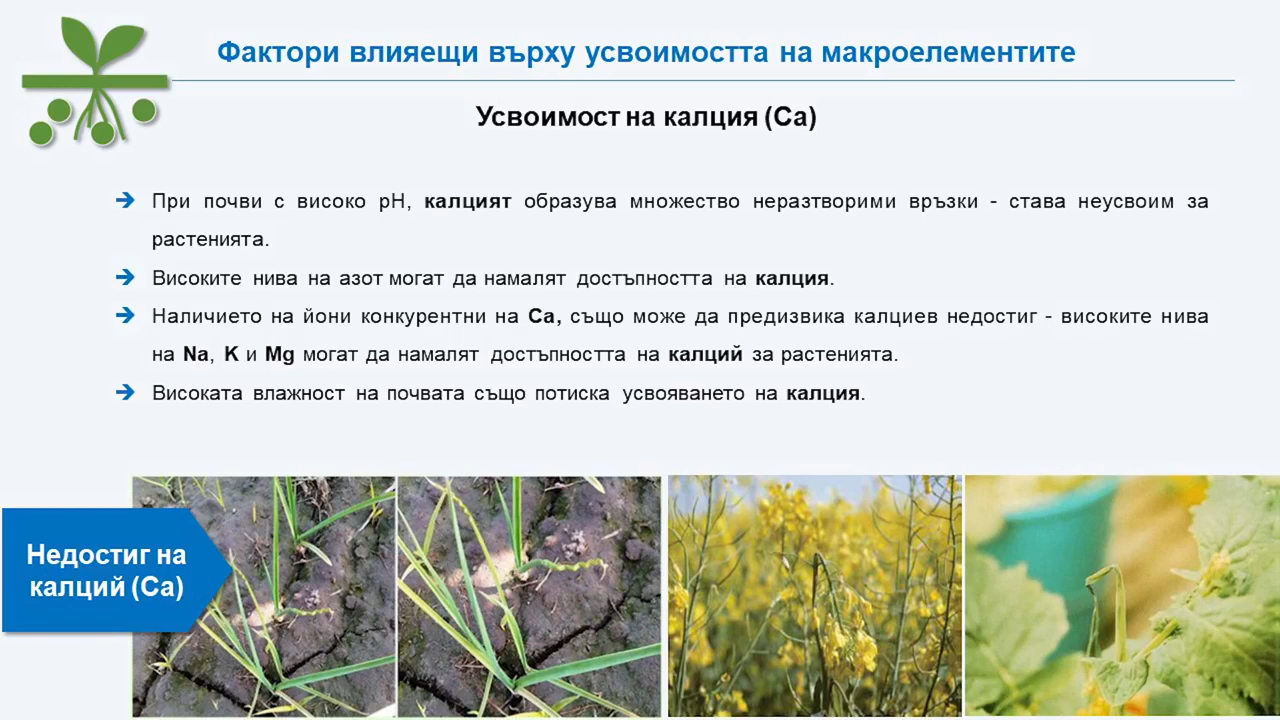 Фактори влияещи върху усвоимостта на макроелементите
Усвоимост на калция (Ca)
➔ При почви с високо pH, калцият образува множество неразтворими връзки - става неусвоим за
растенията.
➔ Високите нива на азот могат да намалят достъпността на калция.
➔ Наличието на йони конкурентни на Ca, също може да предизвика калциев недостиг - високите нива
на Na, K и Mg могат да намалят достъпността на калций за растенията.
➔ Високата влажност на почвата също потиска усвояването на калция.
Недостиг на
калций (Ca)